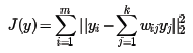 J(y) = \sum_{i=1}^{m} ||y_i - \sum_{j=1}^{k} w_{ij} y_j||_2^2